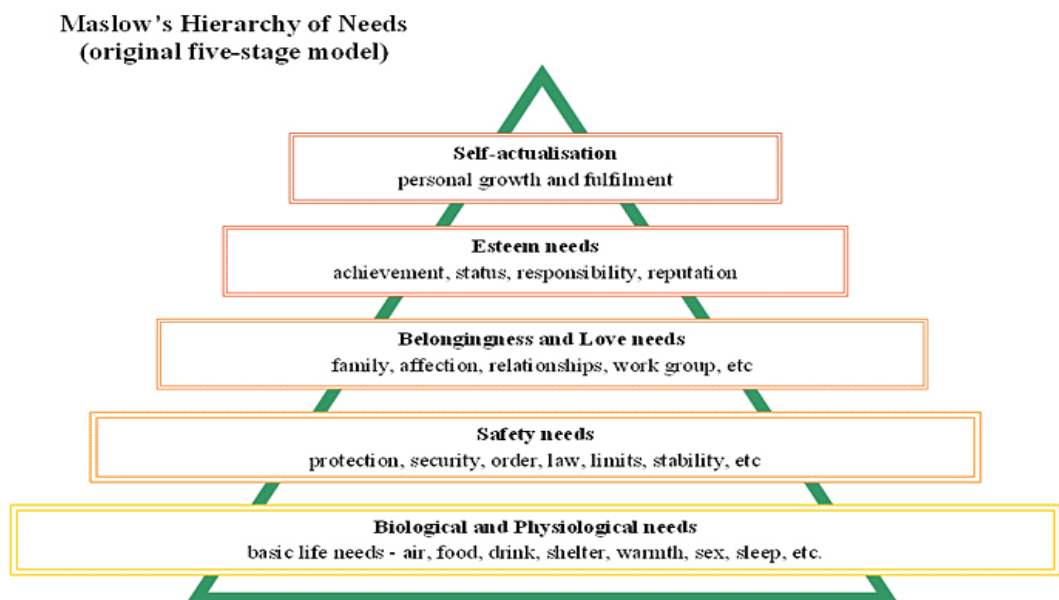 Maslow's Hierarchy of Needs
(original five-stage model)
Self-actualisation
personal growth and fulfilment
Esteem needs
achievement, status, responsibility, reputation
Belongingness and Love needs
family, affection, relationships, work group, etc
Safety needs
protection, security, order, law, limits, stability, etc
Biological and Physiological needs
basic life needs - air, food, drink, shelter, warmth, sex, sleep, etc.